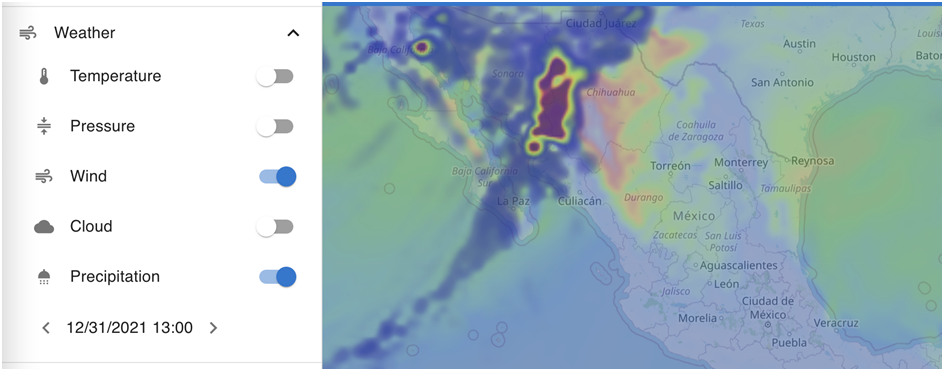 Weather
Temperature
Pressure
Wind
Cloud
Precipitation
12/31/2021 13:00
Ciudad Juárez
Texas
Austin
Houston
San Antonio
Sonora
Chihuahua
Coahuila
de Zaragoza
Torreón
Monterrey
Reynosa
Saltillo
Tamaulipas
Baja California
Sur
La Paz
Culiacán
Durango
México
Zacatecas
San Luis
Potosí
Aguascalientes
León
Jalisco
Ciudad de
México
Morelia
Veracruz
Puebla